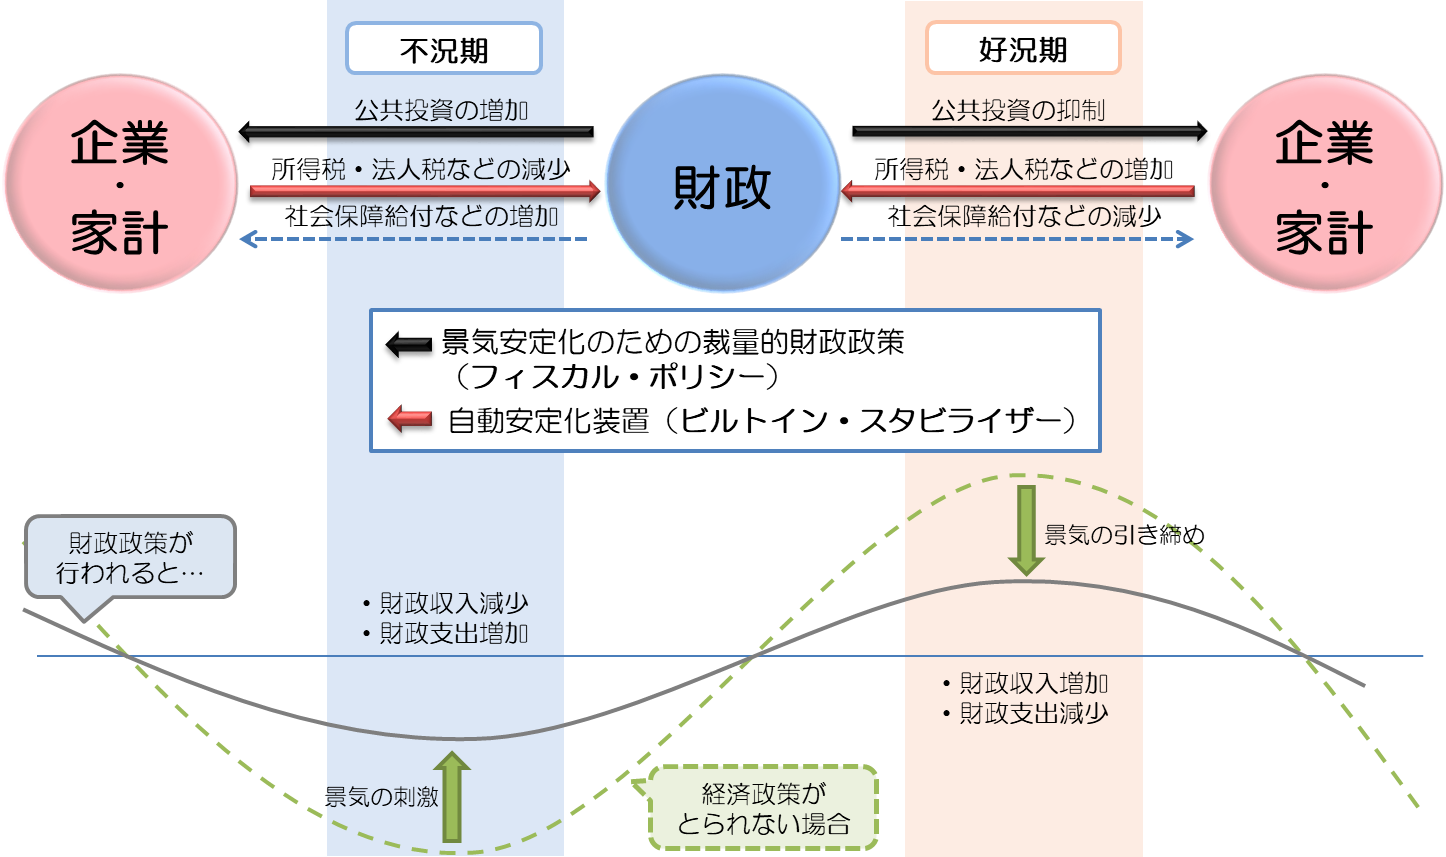 不況期
好況期
企業
・
家計
公共投資の増加
所得税・法人税などの減少
社会保障給付などの増加
財政
公共投資の抑制
所得税・法人税などの増加
社会保障給付などの減少
企業
・
家計
景気安定化のための裁量的財政政策
（フィスカル・ポリシー）
自動安定化装置（ビルトイン・スタビライザー）
財政政策が
行われると…
・財政収入減少
・財政支出増加
景気の引き締め
・財政収入増加
・財政支出減少
景気の刺激
経済政策が
とられない場合